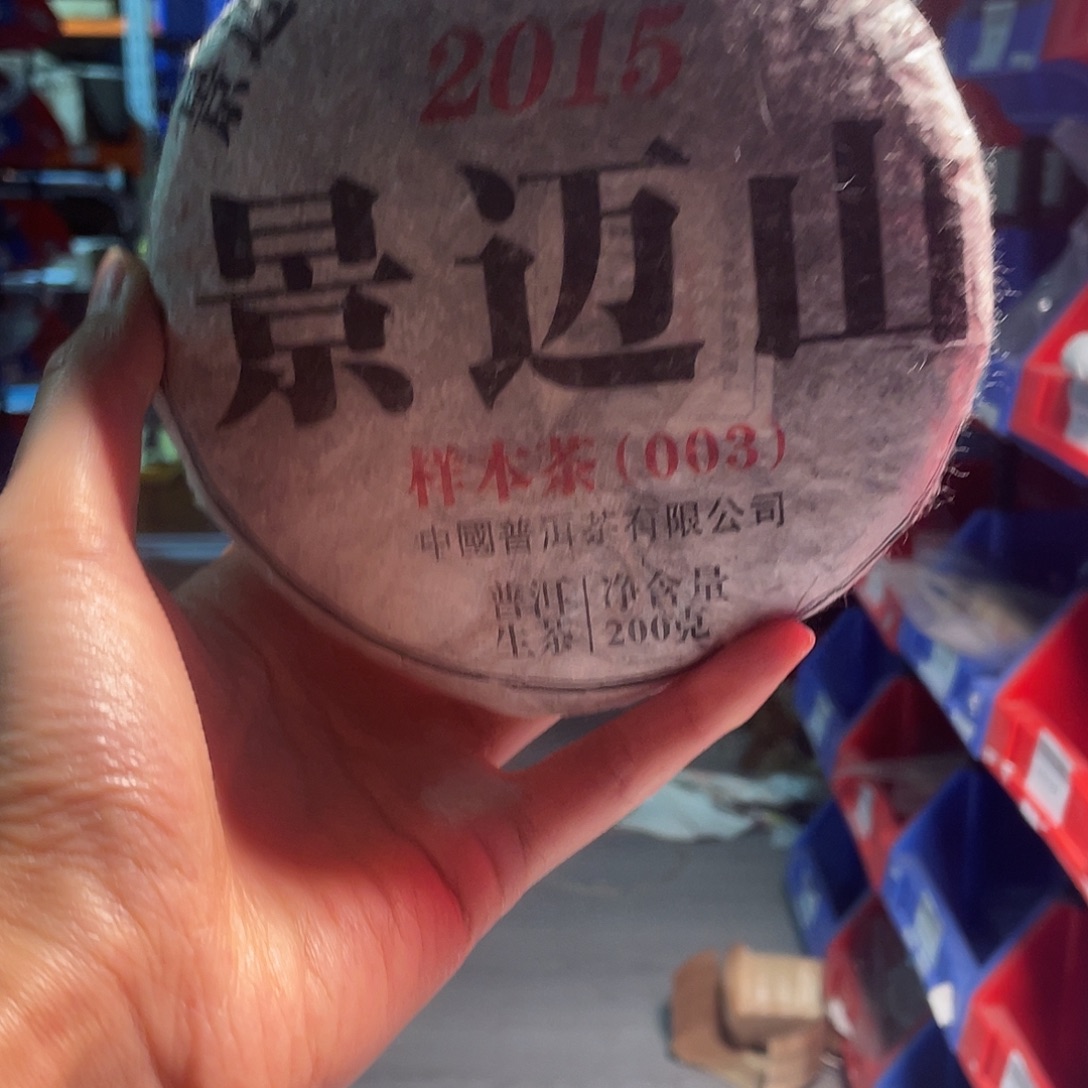 2015
景迈山
样本茶(003)
中國普洱茶有限公司
普洱 净含量
生茶 200克